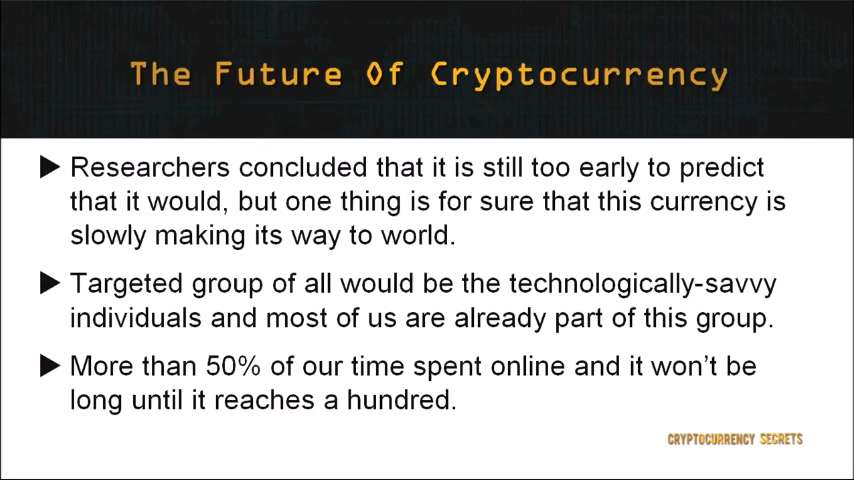 The Future Of Cryptocurrency
Researchers concluded that it is still too early to predict
that it would, but one thing is for sure that this currency is
slowly making its way to world.
Targeted group of all would be the technologically-savvy
individuals and most of us are already part of this group.
More than 50% of our time spent online and it won't be
long until it reaches a hundred.
CRYPTOCURRENCY SECRETS